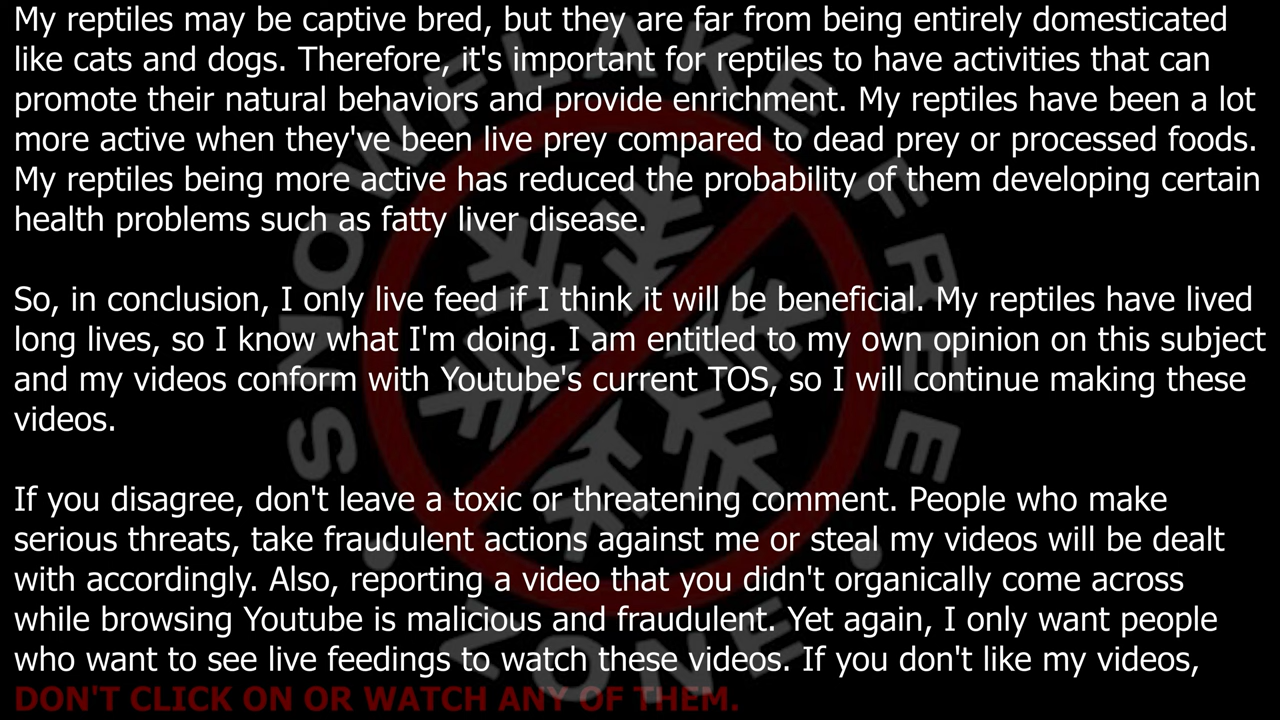 My reptiles may be captive bred, but they are far from being entirely domesticated
like cats and dogs. Therefore, it's important for reptiles to have activities that can
promote their natural behaviors and provide enrichment. My reptiles have been a lot
more active when they've been live prey compared to dead prey or processed foods.
My reptiles being more active has reduced the probability of them developing certain
health problems such as fatty liver disease.
So, in conclusion, I only live feed if I think it will be beneficial. My reptiles have lived
long lives, so I know what I'm doing. I am entitled to my own opinion on this subject
and my videos conform with Youtube's current TOS, so I will continue making these
videos.
If you disagree, don't leave a toxic or threatening comment. People who make
serious threats, take fraudulent actions against me or steal my videos will be dealt
with accordingly. Also, reporting a video that you didn't organically come across
while browsing Youtube is malicious and fraudulent. Yet again, I only want people
who want to see live feedings to watch these videos. If you don't like my videos,
DON'T CLICK ON OR WATCH ANY OF THEM.
SNOWFLAKE FREE
ZONE